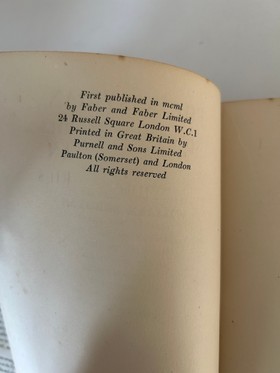 First published in mcml
by Faber and Faber Limited
24 Russell Square London W.C.1
Printed in Great Britain by
Purnell and Sons Limited
Paulton (Somerset) and London
All rights reserved